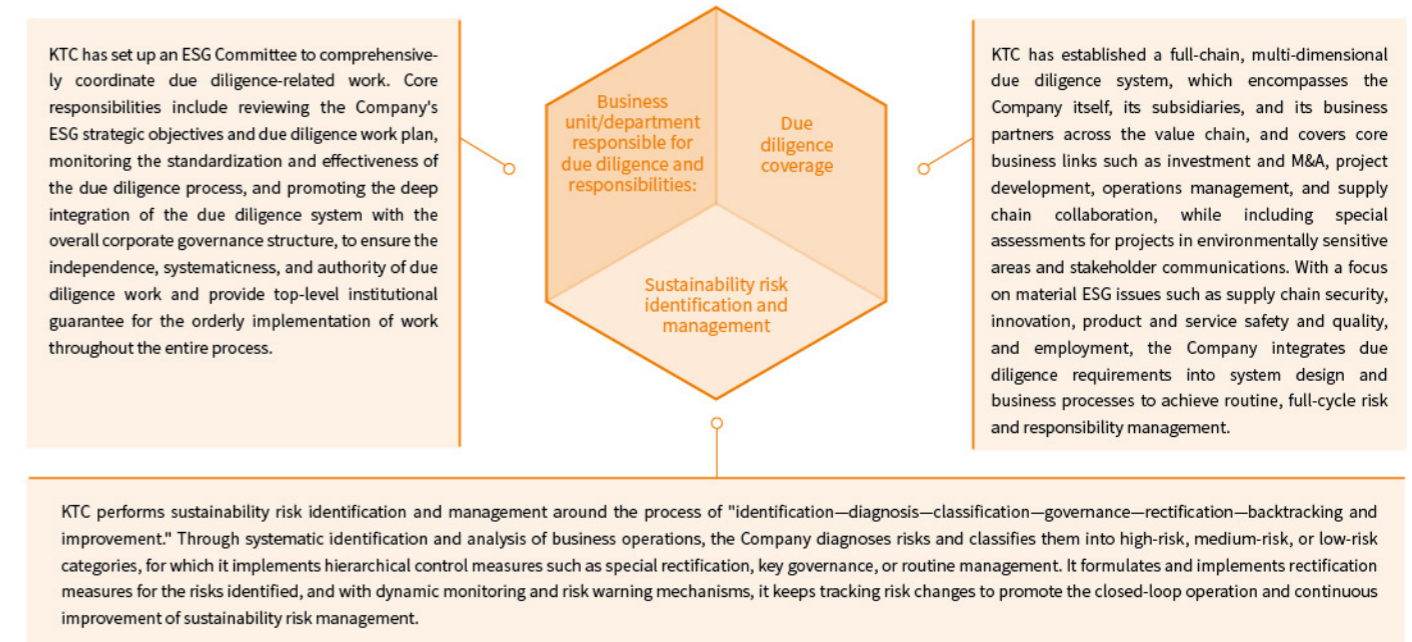 KTC has set up an ESG Committee to comprehensive-
ly coordinate due diligence-related work. Core
responsibilities include reviewing the Company's
ESG strategic objectives and due diligence work plan,
monitoring the standardization and effectiveness of
the due diligence process, and promoting the deep
integration of the due diligence system with the
overall corporate governance structure, to ensure the
independence, systematicness, and authority of due
diligence work and provide top-level institutional
guarantee for the orderly implementation of work
throughout the entire process.
Business
unit/department
responsible for
due diligence and
responsibilities:
Due
diligence
coverage
Sustainability risk
identification and
management
KTC has established a full-chain, multi-dimensional
due diligence system, which encompasses the
Company itself, its subsidiaries, and its business
partners across the value chain, and covers core
business links such as investment and M&A, project
development, operations management, and supply
chain collaboration, while including special
assessments for projects in environmentally sensitive
areas and stakeholder communications. With a focus
on material ESG issues such as supply chain security,
innovation, product and service safety and quality,
and employment, the Company integrates due
diligence requirements into system design and
business processes to achieve routine, full-cycle risk
and responsibility management.
KTC performs sustainability risk identification and management around the process of "identification—diagnosis—classification—governance—rectification—backtracking and
improvement." Through systematic identification and analysis of business operations, the Company diagnoses risks and classifies them into high-risk, medium-risk, or low-risk
categories, for which it implements hierarchical control measures such as special rectification, key governance, or routine management. It formulates and implements rectification
measures for the risks identified, and with dynamic monitoring and risk warning mechanisms, it keeps tracking risk changes to promote the closed-loop operation and continuous
improvement of sustainability risk management.